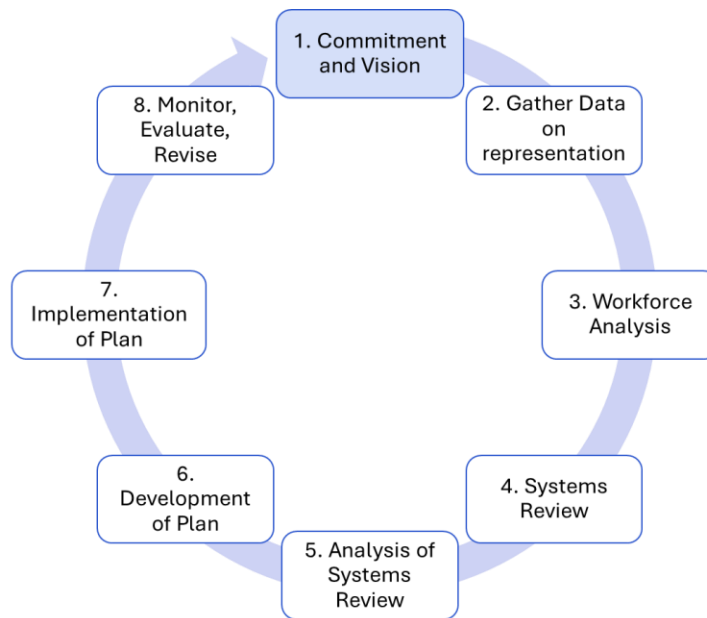 1. Commitment
and Vision
2. Gather Data
on
representation
3. Workforce
Analysis
4. Systems
Review
5. Analysis of
Systems
Review
6.
Development
of Plan
7.
Implementation
of Plan
8. Monitor,
Evaluate,
Revise